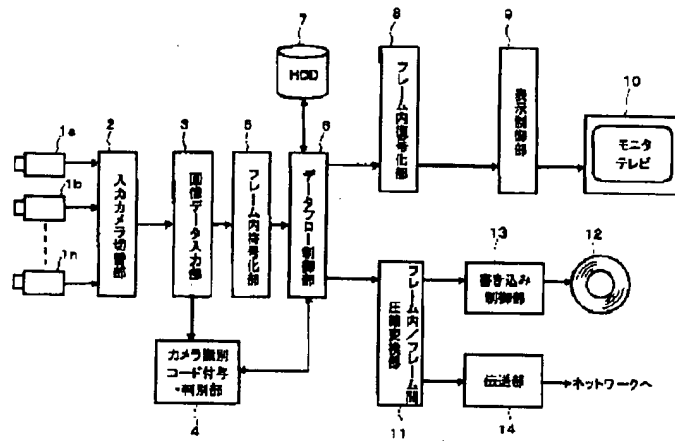 7
HDD
8
フレーム内復号化部
9
表示制御部
10
モニタ
テレビ
1a
1b
1n
2
入力カメラ切替部
3
画像データ入力部
5
フレーム内符号化部
6
データフロー制御部
カメラ識別
コード付与
・判別部
4
フレーム内/フレーム間
圧縮変換部
11
13
書き込み
制御部
12
伝送部
14
ネットワークへ